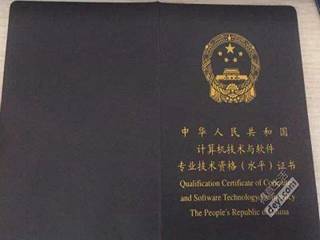 中华人民共和国
计算机技术与软件
专业技术资格（水平）证书
Qualification Certificate of
and Software Technology
The People's Republic of China